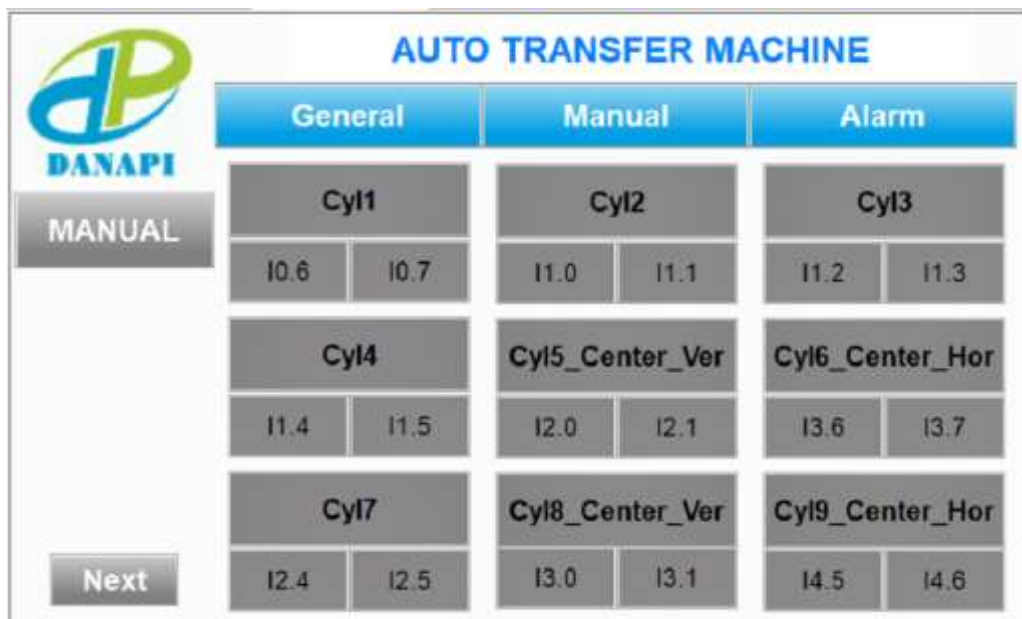 AUTO TRANSFER MACHINE
DANAPI
General Manual Alarm
MANUAL
Cyl1 Cyl2 Cyl3
I0.6 I0.7 I1.0 I1.1 I1.2 I1.3
Cyl4 Cyl5_Center_Ver Cyl6_Center_Hor
I1.4 I1.5 I2.0 I2.1 I3.6 I3.7
Cyl7 Cyl8_Center_Ver Cyl9_Center_Hor
Next I2.4 I2.5 I3.0 I3.1 I4.5 I4.6